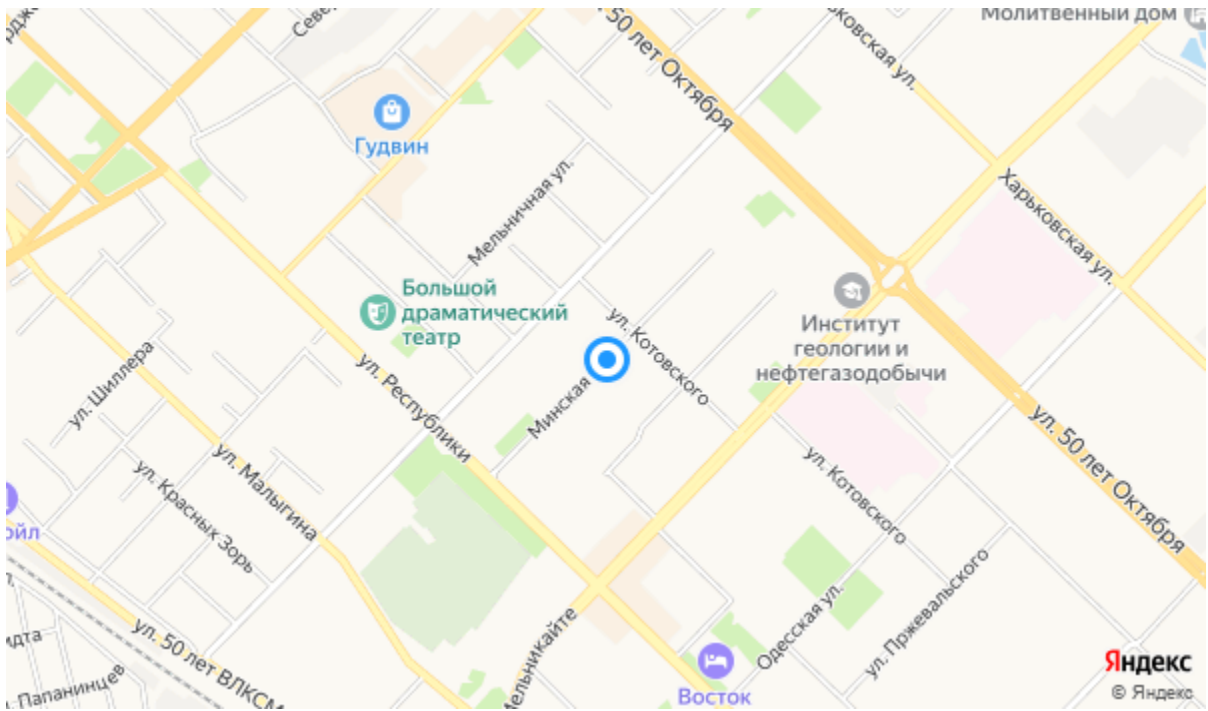 Молитвенный дом
ул. 50 лет Октября
Харьковская ул.
Гудвин
Мельничная ул.
Харьковская ул.
Большой
драматический
театр
ул. Котовского
Институт
геологии и
нефтегазодобычи
ул. Шиллера
ул. Республики
Минская
ул. 50 лет Октября
ул. Малыгина
ул. Котовского
ул. Красных Зорь
ойл
ул. Пржевальского
Одесская ул.
Мельникайте
ул. 50 лет ВЛКСМ
Папанинцев
Восток
Яндекс
© Яндекс